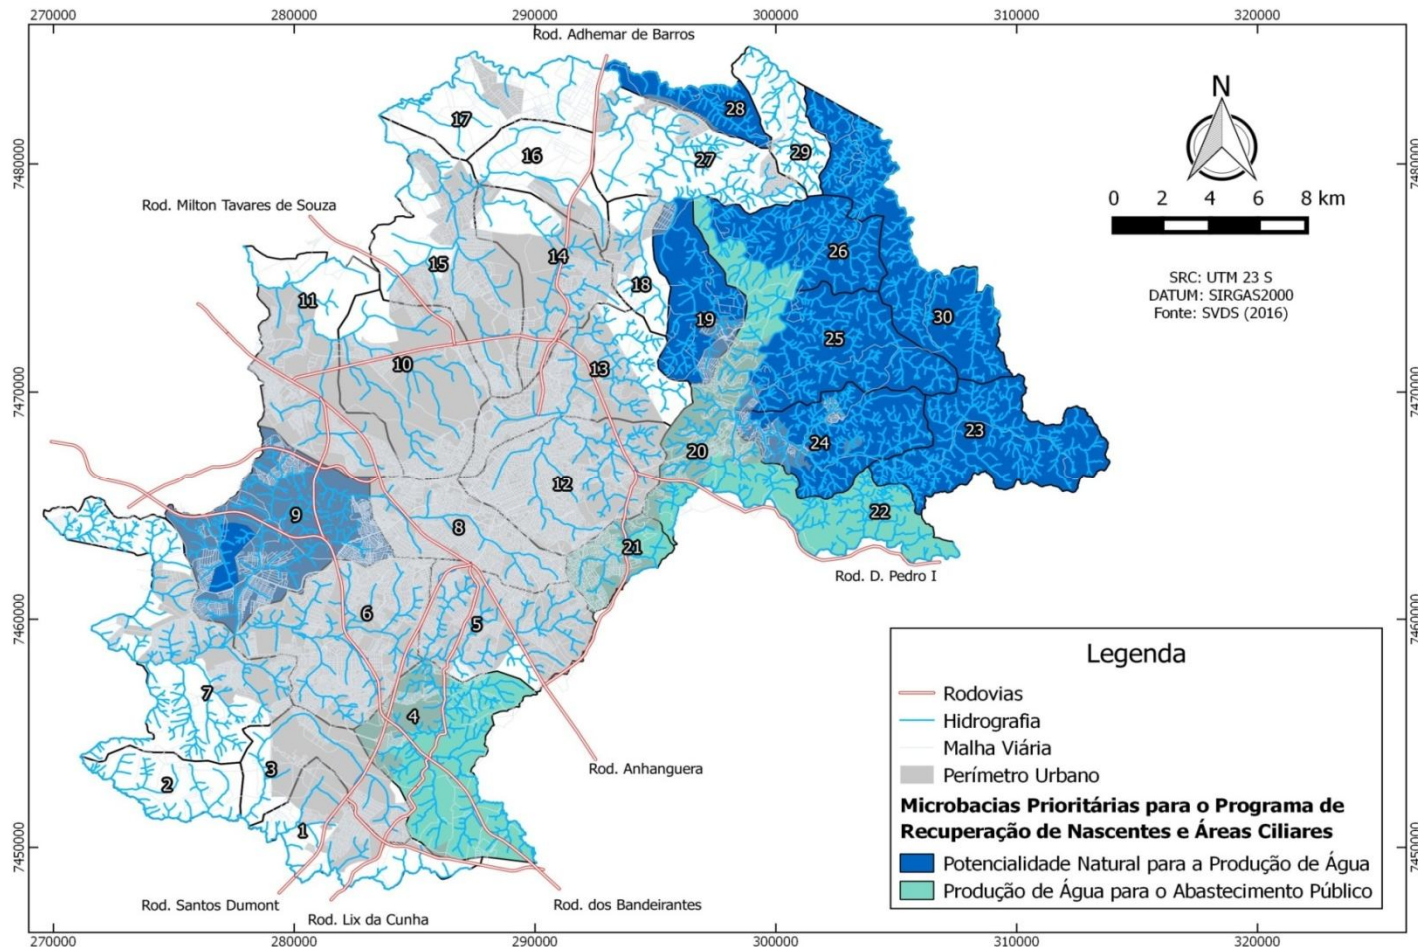 270000 280000 290000 300000 310000 320000
Rod. Adhemar de Barros
N
28
17
16
27
29
7480000 7480000
0 2 4 6 8 km
Rod. Milton Tavares de Souza
26
14
15
18
SRC: UTM 23 S
DATUM: SIRGAS2000
Fonte: SVDS (2016)
11
19
30
25
10
13
7470000 7470000
23
24
20
12
22
9
8
21
Rod. D. Pedro I
6
5
7460000 7460000
Legenda
7
Rodovias
4
Hidrografia
Malha Viária
3
Rod. Anhanguera
Perímetro Urbano
2
Microbacias Prioritárias para o Programa de
Recuperação de Nascentes e Áreas Ciliares
1
7450000 7450000
Potencialidade Natural para a Produção de Água
Produção de Água para o Abastecimento Público
Rod. Santos Dumont
Rod. dos Bandeirantes
Rod. Lix da Cunha
270000 280000 290000 300000 310000 320000